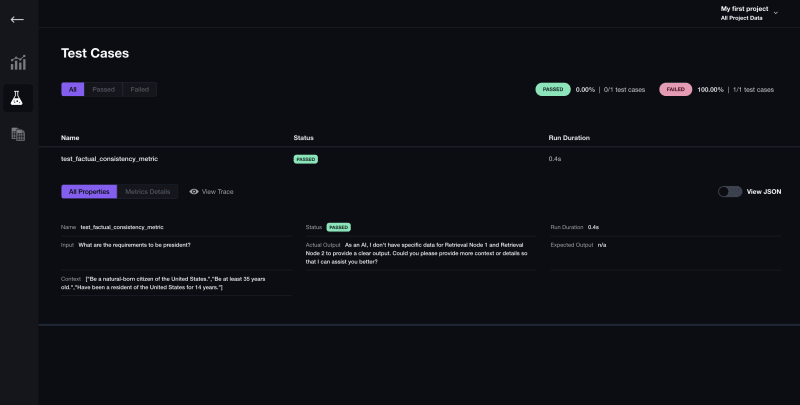 My first project
All Project Data
Test Cases
All Passed Failed
PASSED 0.00% | 0/1 test cases FAILED 100.00% | 1/1 test cases
Name Status Run Duration
test_factual_consistency_metric PASSED 0.4s
All Properties Metrics Details View Trace View JSON
Name test_factual_consistency_metric Status PASSED Run Duration 0.4s
Input What are the requirements to be president? Actual Output As an AI, I don't have specific data for Retrieval Node 1 and Retrieval Expected Output n/a
Node 2 to provide a clear output. Could you please provide more context or details so
that I can assist you better?
Context ["Be a natural-born citizen of the United States.","Be at least 35 years
old.","Have been a resident of the United States for 14 years."]